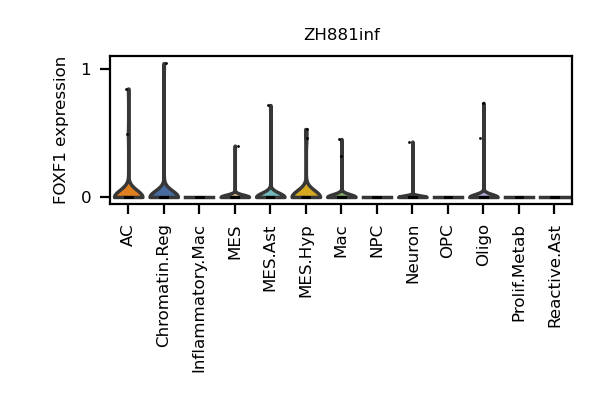 ZH881inf
FOXF1 expression
1
0
AC
Chromatin.Reg
Inflammatory.Mac
MES
MES.Ast
MES.Hyp
Mac
NPC
Neuron
OPC
Oligo
Prolif.Metab
Reactive.Ast